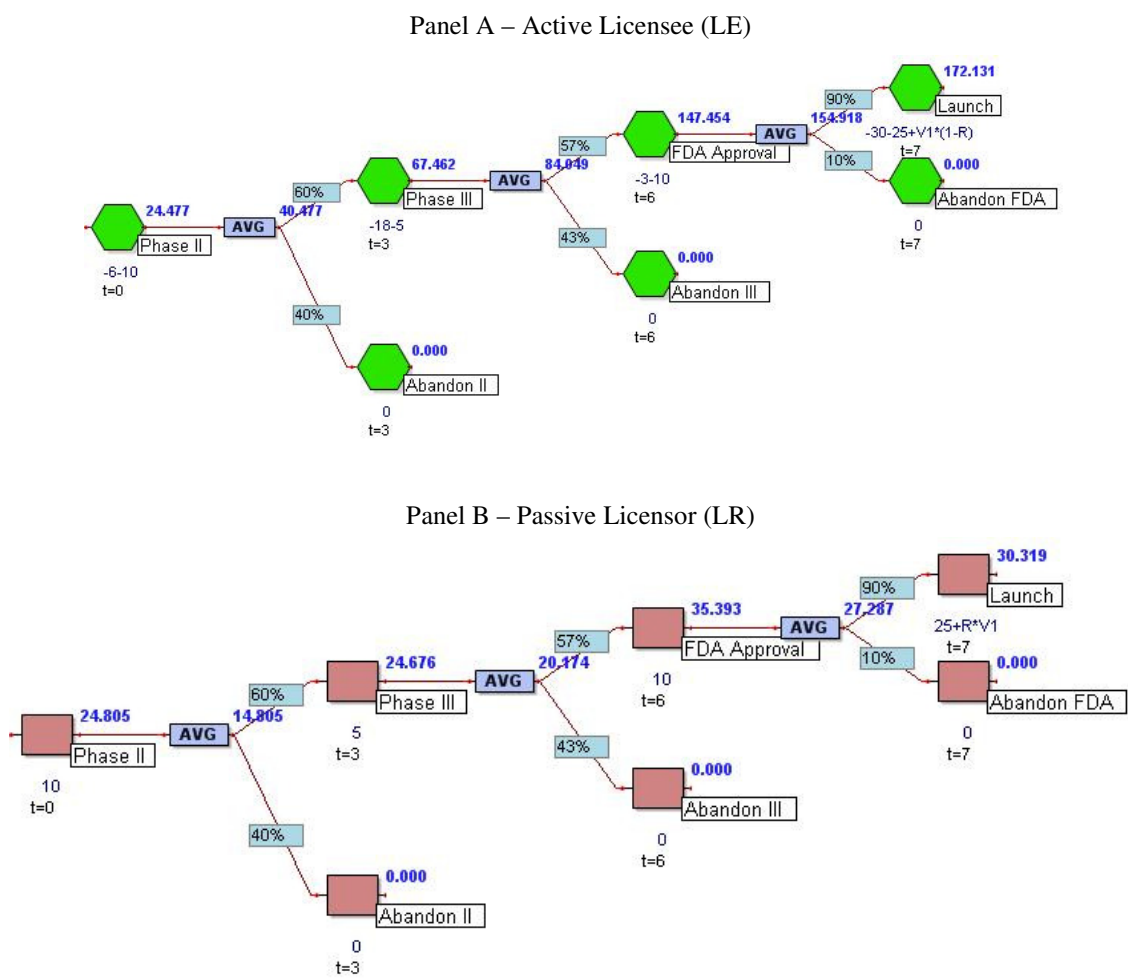 Panel A – Active Licensee (LE)
172.131
90%
Launch
147.454
AVG
154.918
-30-25+V1*(1-R)
57%
FDA Approval
t=7
67.462
AVG
84.049
10%
0.000
60%
Phase III
-3-10
t=6
Abandon FDA
24.477
AVG
40.477
-18-5
t=3
43%
0
t=7
Phase II
0.000
-6-10
t=0
Abandon III
40%
0
t=6
0.000
Abandon II
0
t=3
Panel B – Passive Licensor (LR)
30.319
90%
Launch
35.393
AVG
27.287
57%
FDA Approval
25+R*V1
t=7
24.676
AVG
20.174
10%
0.000
60%
Phase III
10
t=6
Abandon FDA
24.805
AVG
14.805
5
t=3
43%
0
t=7
Phase II
0.000
10
t=0
Abandon III
40%
0
t=6
0.000
Abandon II
0
t=3